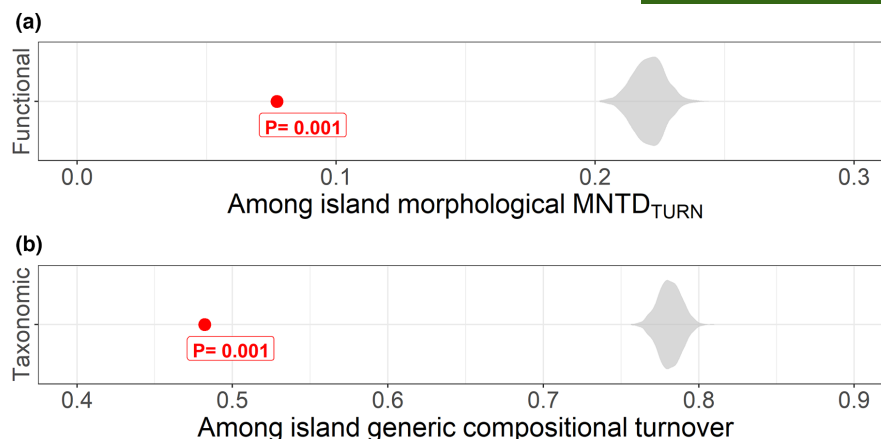 (a)
Functional
P= 0.001
0.0 0.1 0.2 0.3
Among island morphological MNTDTURN
(b)
Taxonomic
P= 0.001
0.4 0.5 0.6 0.7 0.8 0.9
Among island generic compositional turnover